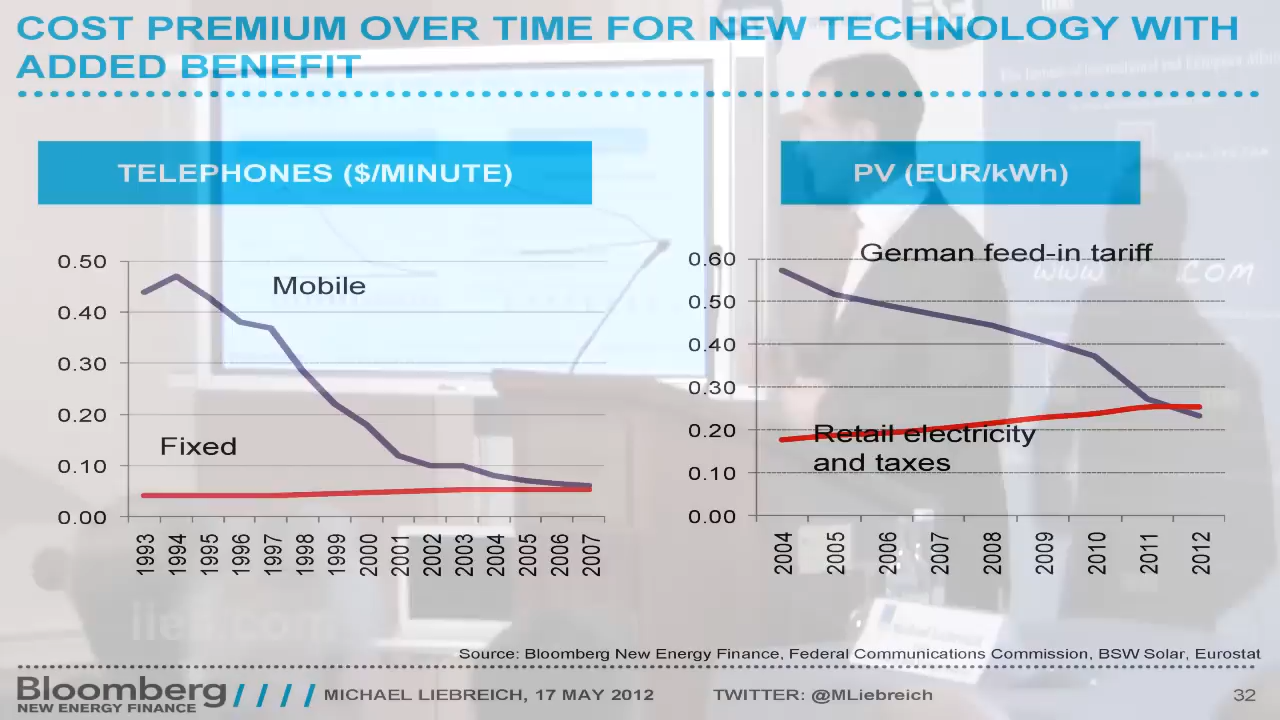 COST PREMIUM OVER TIME FOR NEW TECHNOLOGY WITH
ADDED BENEFIT
TELEPHONES ($/MINUTE)
0.50
0.40
0.30
0.20
0.10
0.00
Mobile
Fixed
1993 1994 1995 1996 1997 1998 1999 2000 2001 2002 2003 2004 2005 2006 2007
PV (EUR/kWh)
0.60
0.50
0.40
0.30
0.20
0.10
0.00
German feed-in tariff
Retail electricity
and taxes
2004 2005 2006 2007 2008 2009 2010 2011 2012
WWW .COM
Source: Bloomberg New Energy Finance, Federal Communications Commission, BSW Solar, Eurostat
Bloomberg
NEW ENERGY FINANCE
MICHAEL LIEBREICH, 17 MAY 2012 TWITTER: @MLiebreich 32